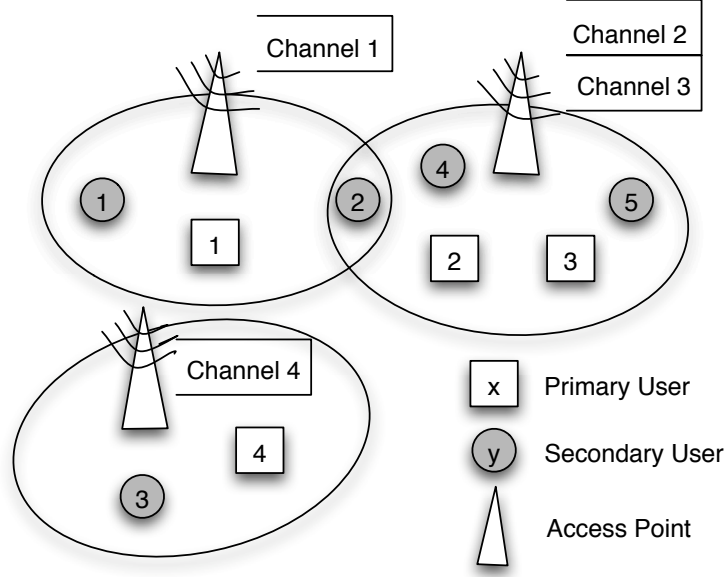 Channel 1
Channel 2
Channel 3
1
2
4
5
1
2
3
Channel 4
4
3
x Primary User
y Secondary User
Access Point